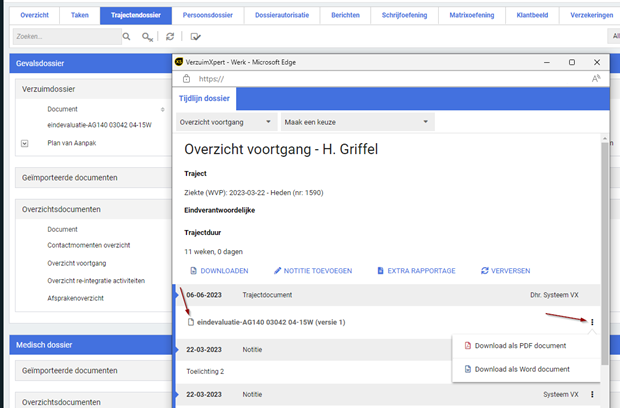 Overzicht Taken Trajectendossier Persoonsdossier Dossierautorisatie Berichten Schrijfoefening Matrixoefening Klantbeeld Verzekeringen
Zoeken...
All
Gevalsdossier
Verzuimdossier
Document
eindevaluatie-AG140 03042 04-15W
Plan van Aanpak
Geïmporteerde documenten
Overzichtsdocumenten
Document
Contactmomenten overzicht
Overzicht voortgang
Overzicht re-integratie activiteiten
Afsprakenoverzicht
Medisch dossier
Geïmporteerde documenten
Overzichtsdocumenten
VerzuimXpert - Werk - Microsoft Edge
https://
Tijdlijn dossier
Overzicht voortgang Maak een keuze
Overzicht voortgang - H. Griffel
Traject
Ziekte (WVP): 2023-03-22 - Heden (nr: 1590)
Eindverantwoordelijke
Trajectduur
11 weken, 0 dagen
DOWNLOADEN NOTITIE TOEVOEGEN EXTRA RAPPORTAGE VERVERSEN
06-06-2023 Trajectdocument Dhr. Systeem VX
eindevaluatie-AG140 03042 04-15W (versie 1)
Download als PDF document
Download als Word document
22-03-2023 Notitie
Toelichting 2
22-03-2023 Notitie Systeem VX